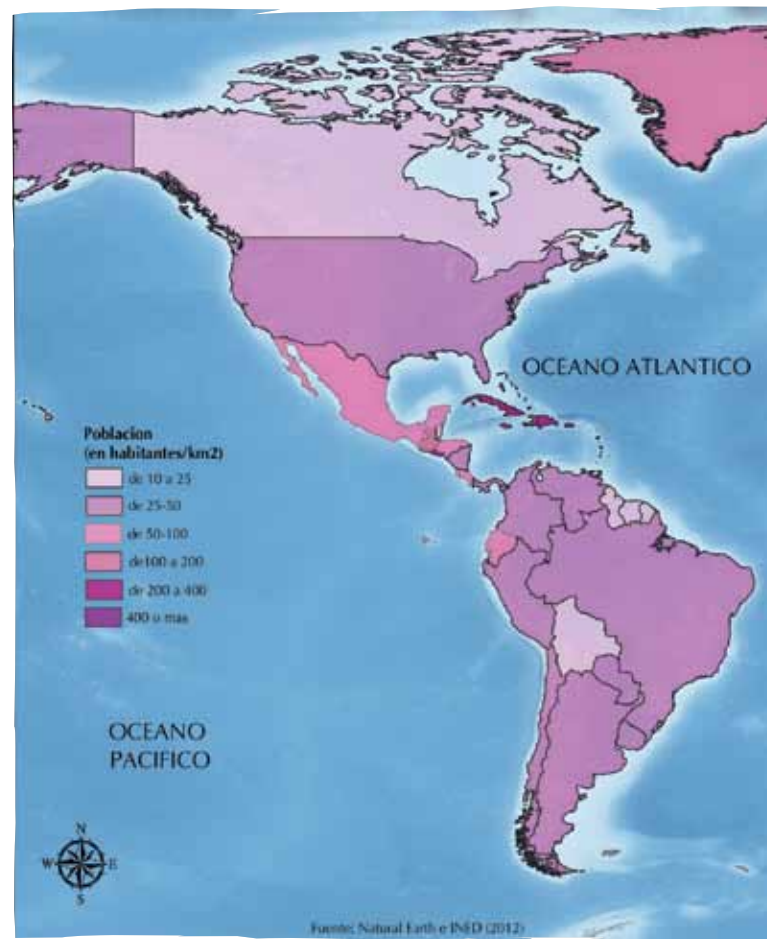 OCEANO ATLANTICO
Poblacion
(en habitantes/km2)
de 10 a 25
de 25-50
de 50-100
de100 a 200
de 200 a 400
400 o mas
OCEANO
PACIFICO
N
W E
S
Fuente: Natural Earth e INED (2012)